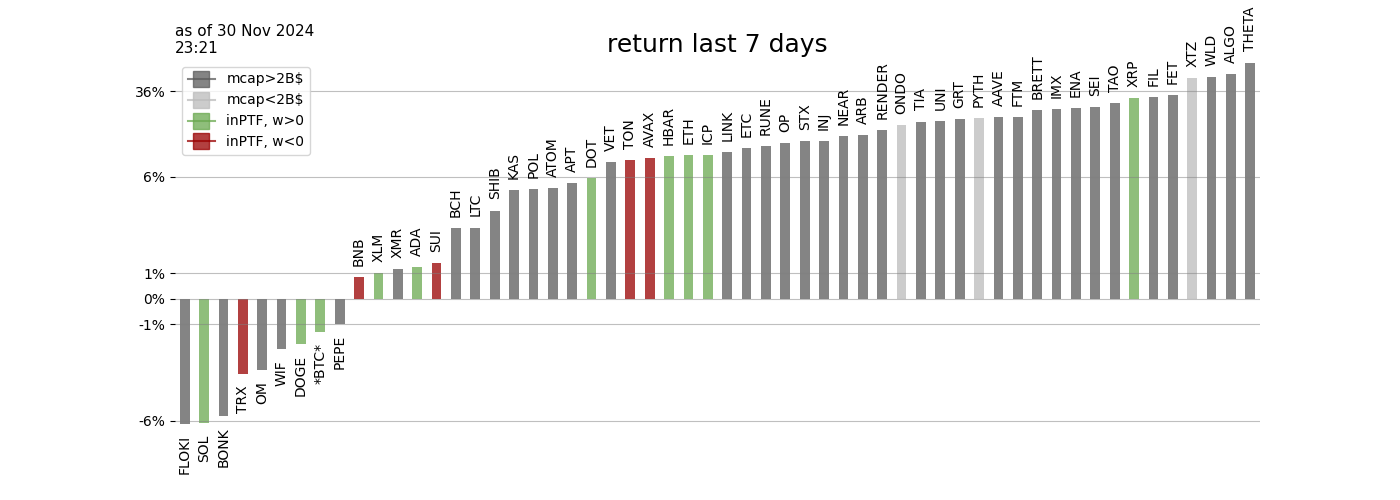 as of 30 Nov 2024
23:21
return last 7 days
mcap>2B$
mcap<2B$
inPTF, w>0
inPTF, w<0
36%
6%
1%
0%
-1%
-6%
FLOKI
SOL
BONK
TRX
OM
WIF
DOGE
*BTC*
PEPE
BNB
XLM
XMR
ADA
SUI
BCH
LTC
SHIB
KAS
POL
ATOM
APT
DOT
VET
TON
AVAX
HBAR
ETH
ICP
LINK
ETC
RUNE
OP
STX
INJ
NEAR
ARB
RENDER
ONDO
TIA
UNI
GRT
PYTH
AAVE
FTM
BRETT
IMX
ENA
SEI
TAO
XRP
FIL
FET
XTZ
WLD
ALGO
THETA